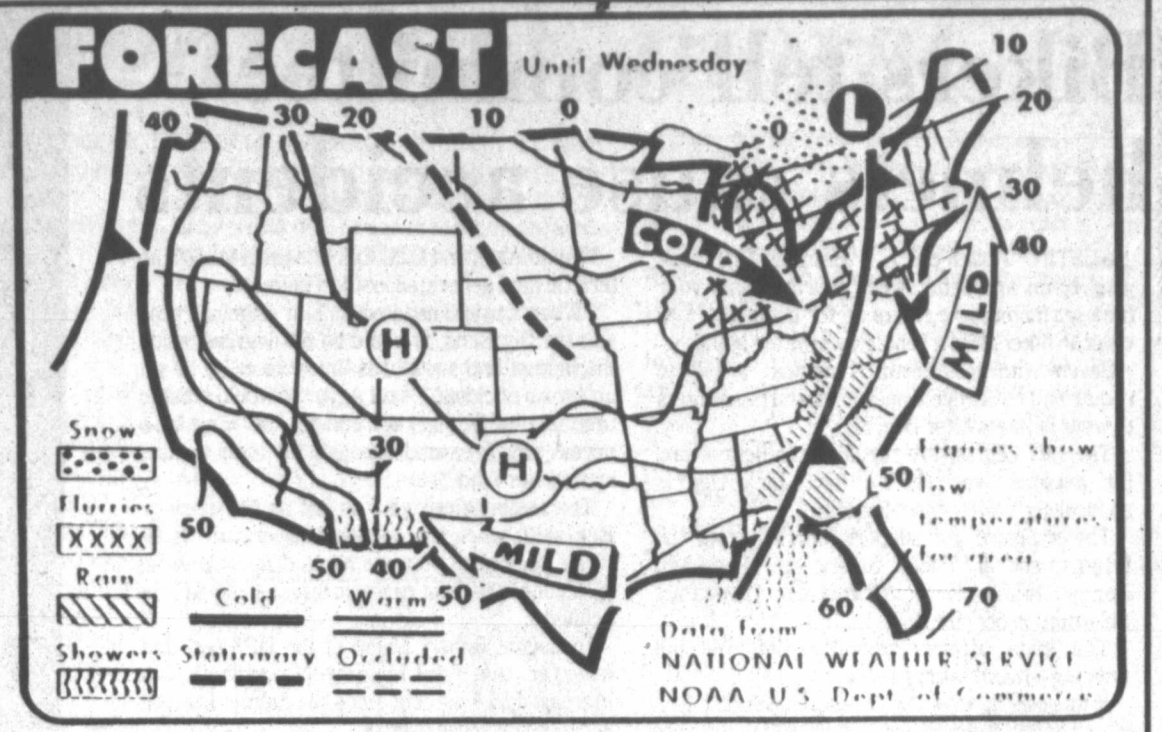 FORECAST Until Wednesday
10
40 30 20 10 0 0 L 20
30
COLD 40
MILD
H
Snow
30 H
Figures show
Flurries
50 50 low
XXXX
temperatures
MILD
for area
Rain
50 40 50 60 70
Cold Warm
Data from
Showers Stationary Occluded
NATIONAL WEATHER SERVICE
NOAA U.S. Dept. of Commerce